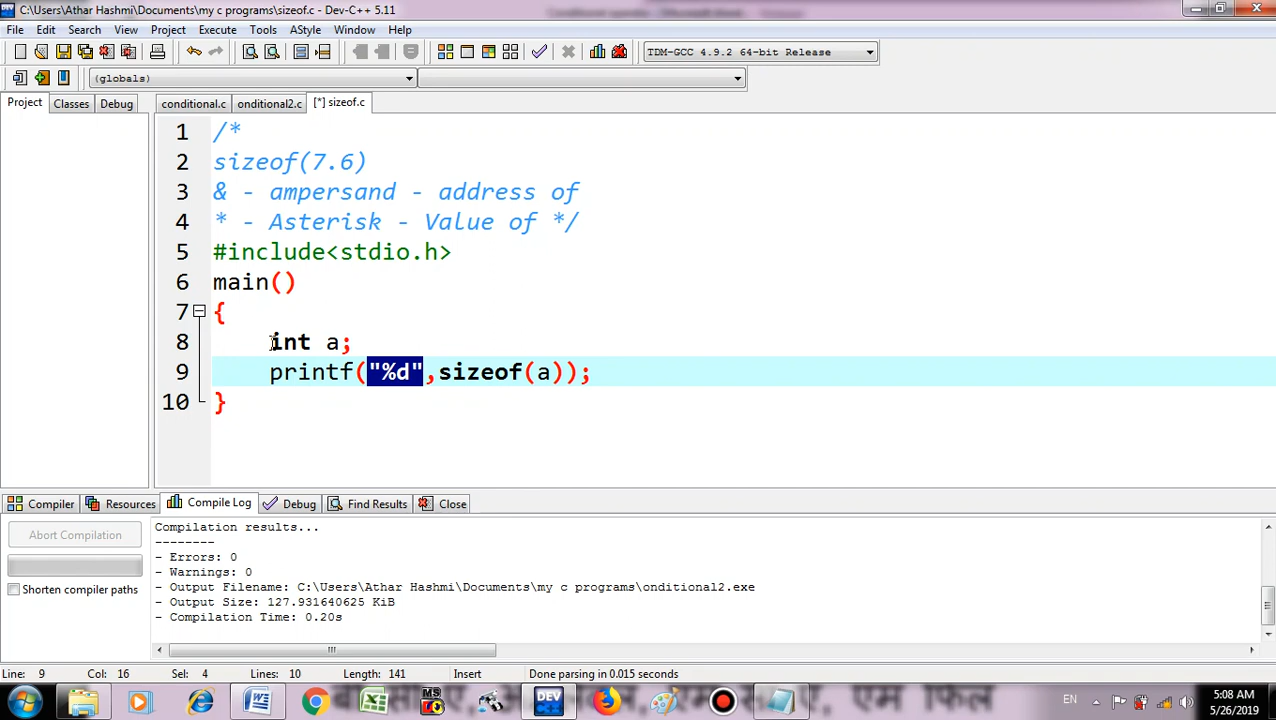 C:\Users\Athar Hashmi\Documents\my c programs\sizeof.c - Dev-C++ 5.11
File Edit Search View Project Execute Tools AStyle Window Help
TDM-GCC 4.9.2 64-bit Release
(globals)
Project Classes Debug conditional.c onditional2.c [*] sizeof.c
1 /*
2 sizeof(7.6)
3 & - ampersand - address of
4 * - Asterisk - Value of */
5 #include<stdio.h>
6 main()
7 {
8 int a;
9 printf("%d",sizeof(a));
10 }
Compiler Resources Compile Log Debug Find Results Close
Abort Compilation
Shorten compiler paths
Compilation results...
--------
- Errors: 0
- Warnings: 0
- Output Filename: C:\Users\Athar Hashmi\Documents\my c programs\onditional2.exe
- Output Size: 127.931640625 KiB
- Compilation Time: 0.20s
Line: 9 Col: 16 Sel: 4 Lines: 10 Length: 141 Insert Done parsing in 0.015 seconds
MS
DEV
EN
5:08 AM
5/26/2019